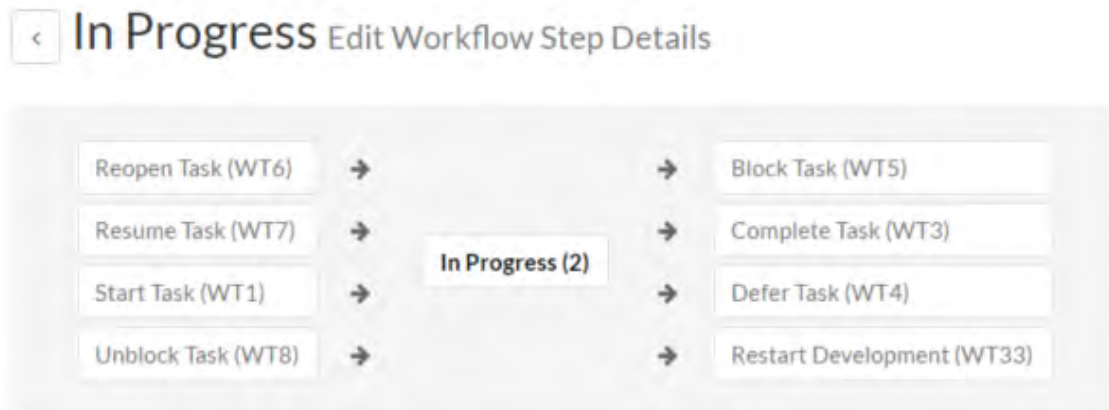 In Progress Edit Workflow Step Details
Reopen Task (WT6)
Resume Task (WT7)
Start Task (WT1)
Unblock Task (WT8)
In Progress (2)
Block Task (WT5)
Complete Task (WT3)
Defer Task (WT4)
Restart Development (WT33)